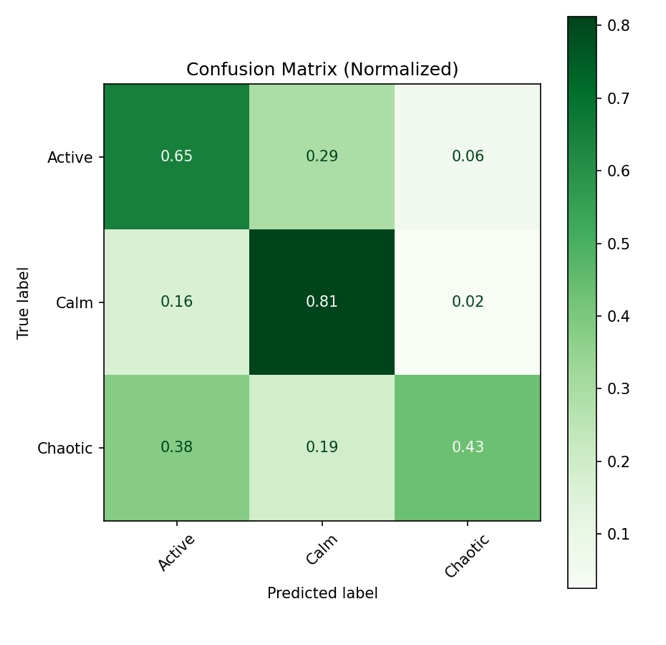 Confusion Matrix (Normalized)
True label
Active 0.65 0.29 0.06
Calm 0.16 0.81 0.02
Chaotic 0.38 0.19 0.43
Active Calm Chaotic
Predicted label
0.8
0.7
0.6
0.5
0.4
0.3
0.2
0.1